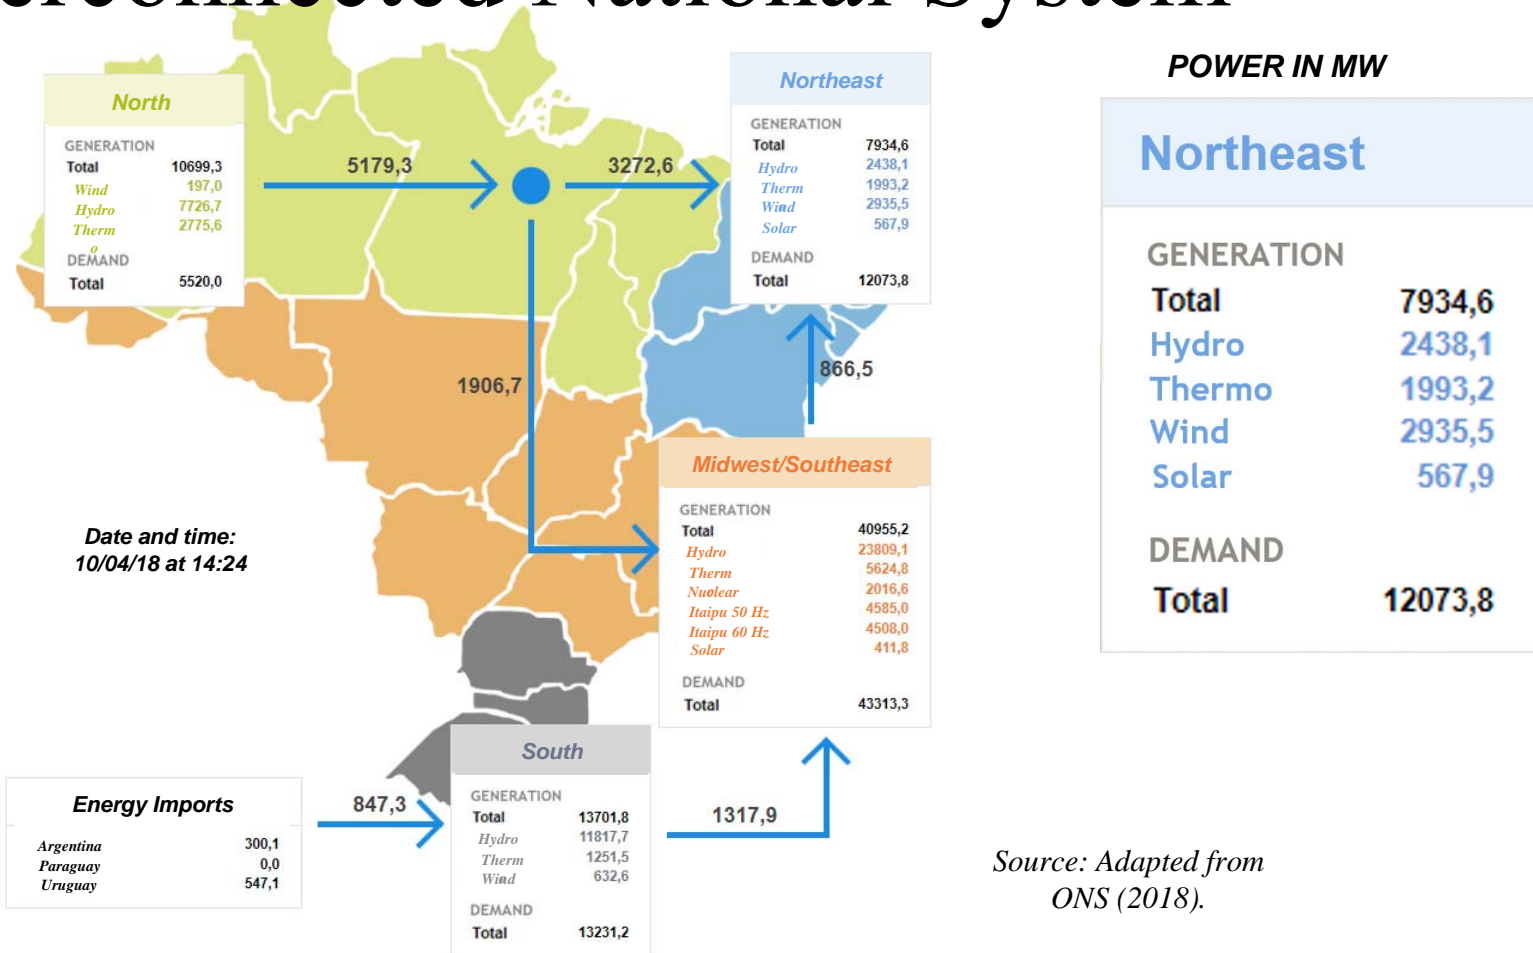 erconnected National System
POWER IN MW
North
GENERATION
Total 10699,3
Wind 197,0
Hydro 7726,7
Therm 2775,6
o
DEMAND
Total 5520,0
5179,3
3272,6
Northeast
GENERATION
Total 7934,6
Hydro 2438,1
Therm 1993,2
Wind 2935,5
Solar 567,9
DEMAND
Total 12073,8
Northeast
GENERATION
Total 7934,6
Hydro 2438,1
Thermo 1993,2
Wind 2935,5
Solar 567,9
DEMAND
Total 12073,8
1906,7
866,5
Date and time:
10/04/18 at 14:24
Midwest/Southeast
GENERATION
Total 40955,2
Hydro 23809,1
Therm 5624,8
Nuclear 2016,6
Itaipu 50 Hz 4585,0
Itaipu 60 Hz 4508,0
Solar 411,8
DEMAND
Total 43313,3
Energy Imports
Argentina 300,1
Paraguay 0,0
Uruguay 547,1
847,3
South
GENERATION
Total 13701,8
Hydro 11817,7
Therm 1251,5
Wind 632,6
DEMAND
Total 13231,2
1317,9
Source: Adapted from
ONS (2018).